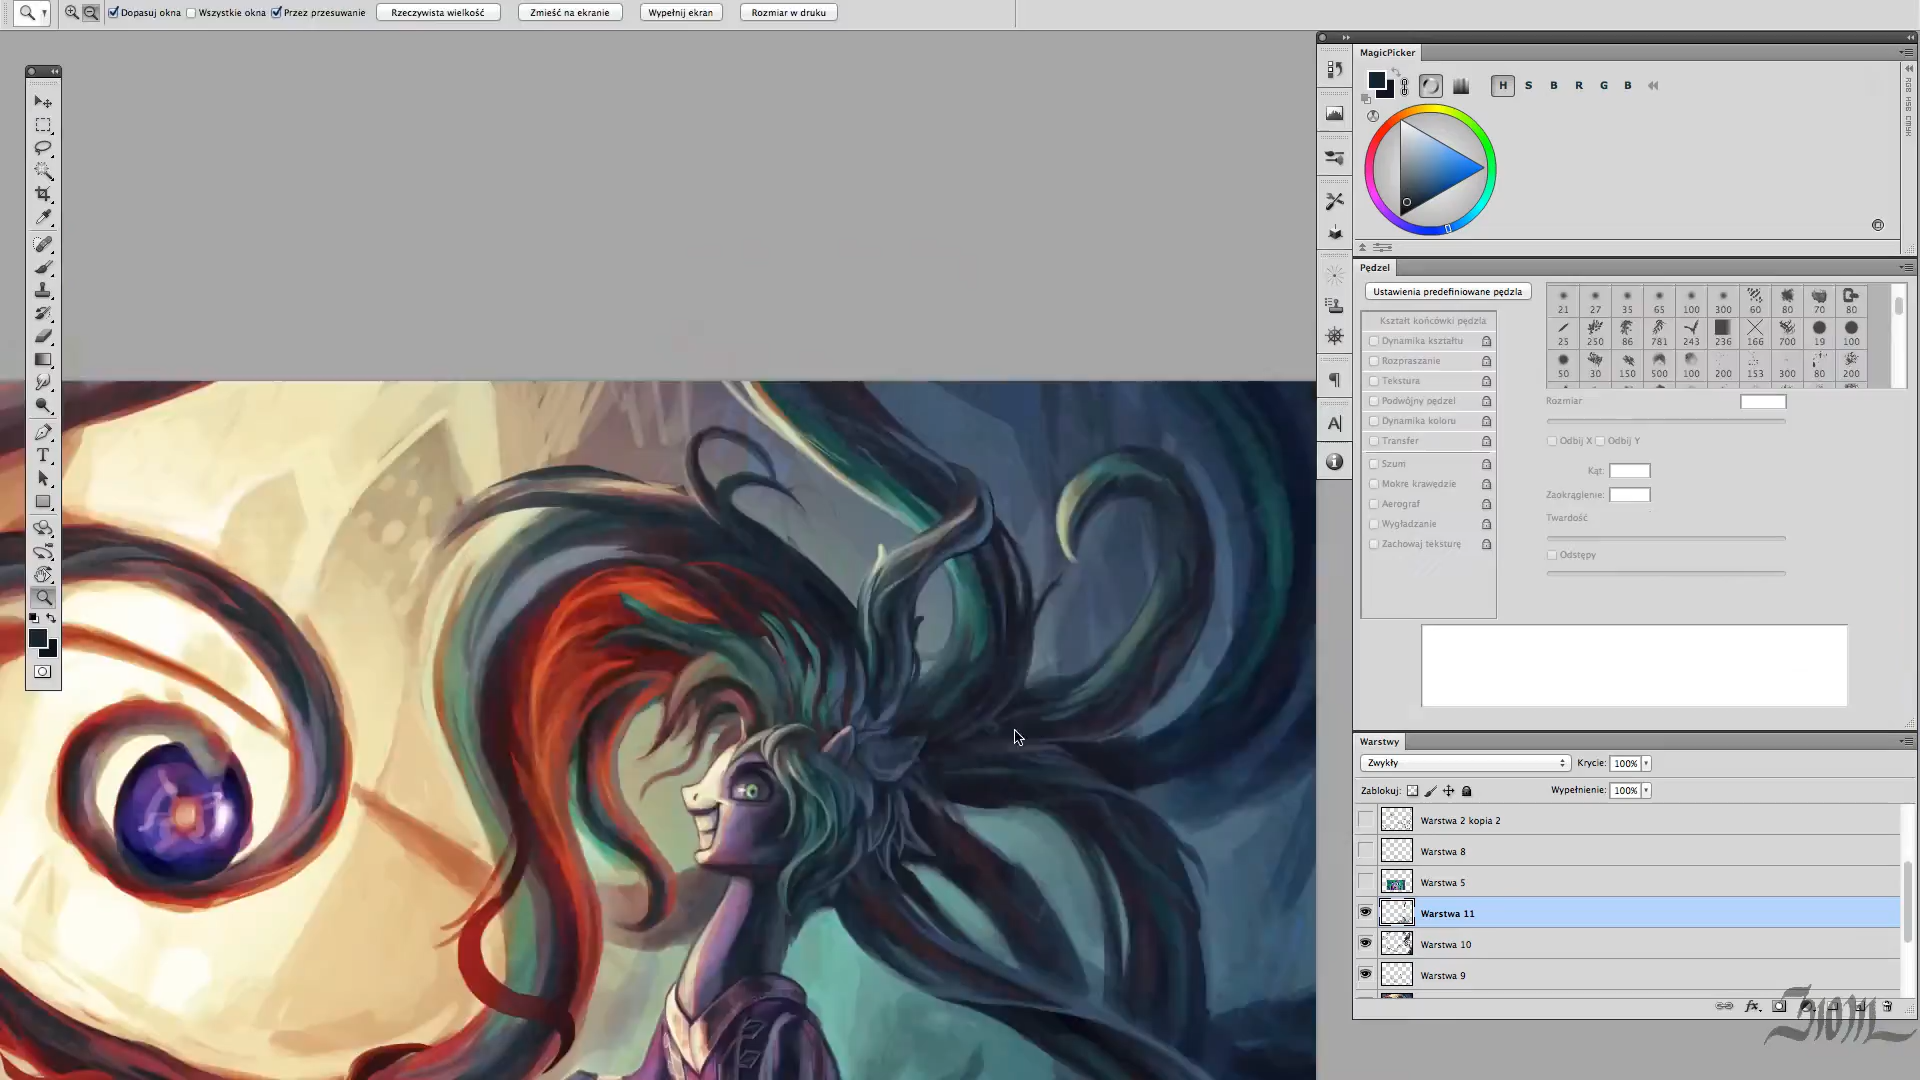 Dopasuj okna Wszystkie okna Przez przesuwanie Rzeczywista wielkość Zmieść na ekranie Wypełnij ekran Rozmiar w druku
MagicPicker
H S B R G B
RGB HSB CMYK
Pędzel
Ustawienia predefiniowane pędzla
Kształt końcówki pędzla
Dynamika kształtu
Rozpraszanie
Tekstura
Podwójny pędzel
Dynamika koloru
Transfer
Szum
Mokre krawędzie
Aerograf
Wygładzanie
Zachowaj teksturę
21 27 35 65 100 300 60 80 70 80
25 250 86 781 243 236 166 700 19 100
50 30 150 500 100 200 153 300 80 200
Rozmiar
Odbij X Odbij Y
Kąt:
Zaokrąglenie:
Twardość
Odstępy
Warstwy
Zwykły Krycie: 100%
Zablokuj: Wypełnienie: 100%
Warstwa 2 kopia 2
Warstwa 8
Warstwa 5
Warstwa 11
Warstwa 10
Warstwa 9
fx